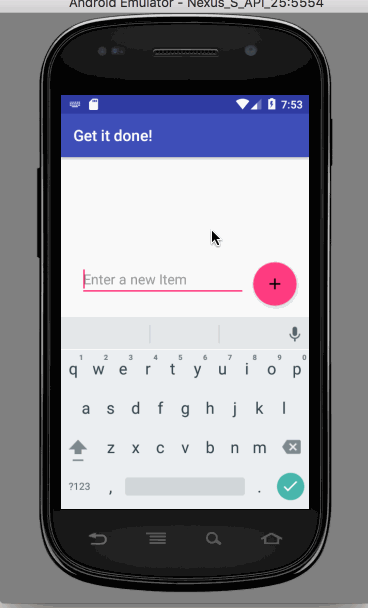 Android Emulator - Nexus_S_API_25:5554
7:53
Get it done!
Enter a new Item
+
1 2 3 4 5 6 7 8 9 0
q w e r t y u i o p
a s d f g h j k l
z x c v b n m
?123 , .